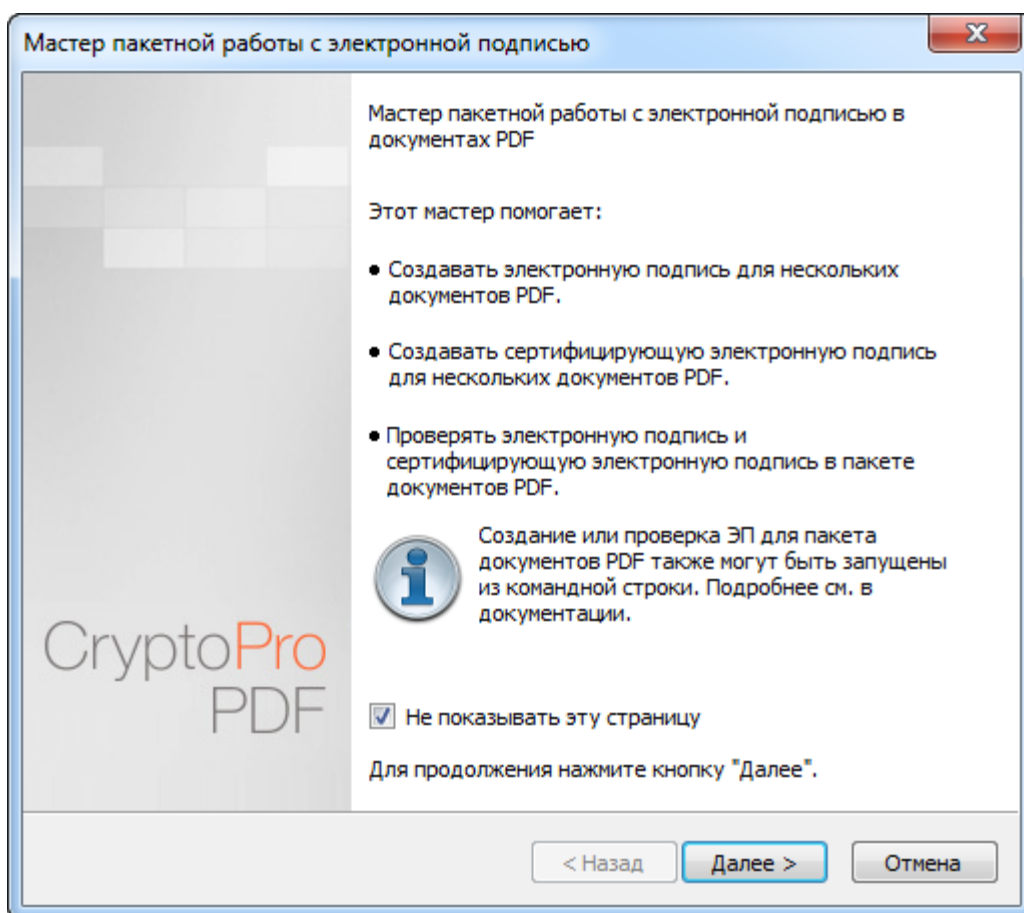 Мастер пакетной работы с электронной подписью
Мастер пакетной работы с электронной подписью в
документах PDF
Этот мастер помогает:
• Создавать электронную подпись для нескольких
документов PDF.
• Создавать сертифицирующую электронную подпись
для нескольких документов PDF.
• Проверять электронную подпись и
сертифицирующую электронную подпись в пакете
документов PDF.
Создание или проверка ЭП для пакета
документов PDF также могут быть запущены
из командной строки. Подробнее см. в
документации.
CryptoPro
PDF
Не показывать эту страницу
Для продолжения нажмите кнопку "Далее".
< Назад
Далее >
Отмена